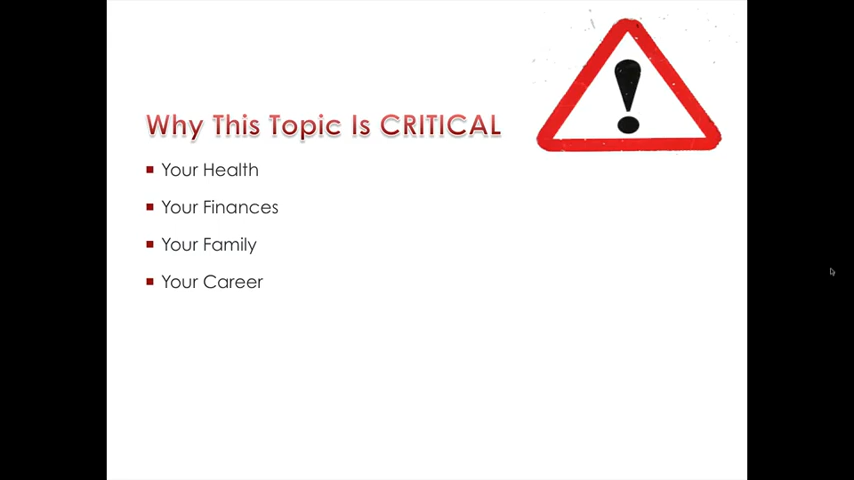 Why This Topic Is CRITICAL
Your Health
Your Finances
Your Family
Your Career